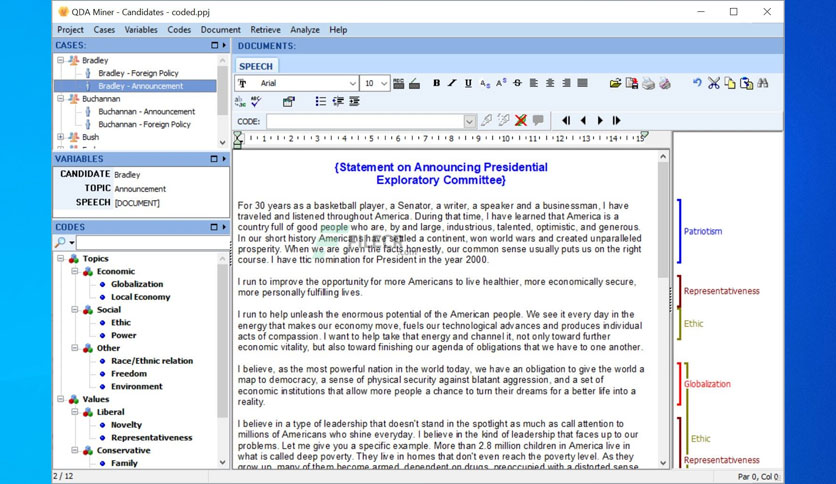 QDA Miner - Candidates - coded.ppj
Project Cases Variables Codes Document Retrieve Analyze Help
CASES:
Bradley
Bradley - Foreign Policy
Bradley - Announcement
Buchannan
Buchannan - Announcement
Buchannan - Foreign Policy
Bush
VARIABLES
CANDIDATE Bradley
TOPIC Announcement
SPEECH [DOCUMENT]
CODES
Topics
Economic
Globalization
Local Economy
Social
Ethic
Power
Other
Race/Ethnic relation
Freedom
Environment
Values
Liberal
Novelty
Representativeness
Conservative
Family
2 / 12
DOCUMENTS:
SPEECH
Arial 10 B I U
CODE:
1 2 3 4 5 6 7 8 9 10 11 12 13 14 15
{Statement on Announcing Presidential
Exploratory Committee}
For 30 years as a basketball player, a Senator, a writer, a speaker and a businessman, I have
traveled and listened throughout America. During that time, I have learned that America is a
country full of good people who are, by and large, industrious, talented, optimistic, and generous.
In our short history Americans have settled a continent, won world wars and created unparalleled
prosperity. When we are given the facts honestly, our common sense usually puts us on the right
course. I have ttic nomination for President in the year 2000.
I run to improve the opportunity for more Americans to live healthier, more economically secure,
more personally fulfilling lives.
I run to help unleash the enormous potential of the American people. We see it every day in the
energy that makes our economy move, fuels our technological advances and produces individual
acts of compassion. I want to help take that energy and channel it, not only toward further
economic vitality, but also toward finishing our agenda of obligations that we have to one another.
I believe, as the most powerful nation in the world today, we have an obligation to give the world a
map to democracy, a sense of physical security against blatant aggression, and a set of
economic institutions that allow more people a chance to turn their dreams for a better life into a
reality.
I believe in a type of leadership that doesn't stand in the spotlight as much as call attention to
millions of Americans who shine everyday. I believe in the kind of leadership that faces up to our
problems. Let me give you a specific example. More than 2.8 million children in America live in
what is called deep poverty. They live in homes that don't even reach the poverty level. As they
grow up, many of them become armed, dependent on drugs, preoccupied with a distorted sense
Patriotism
Representativeness
Ethic
Globalization
Ethic
Representativeness
Par 0, Col 0